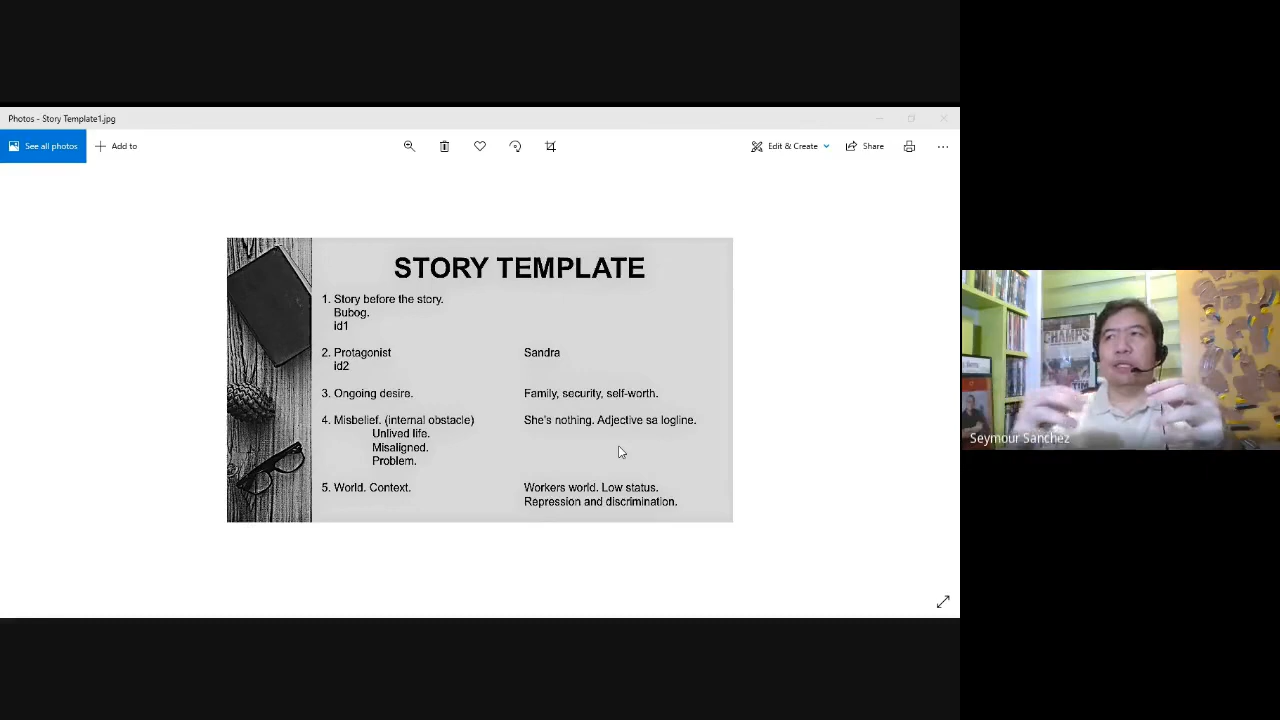 Photos - Story Template1.jpg
See all photos
Add to
Edit & Create
Share
STORY TEMPLATE
1. Story before the story.
Bubog.
id1
2. Protagonist
Sandra
id2
3. Ongoing desire.
Family, security, self-worth.
4. Misbelief. (internal obstacle)
She's nothing. Adjective sa logline.
Unlived life.
Misaligned.
Problem.
5. World. Context.
Workers world. Low status.
Repression and discrimination.
CHAMPS
TIM
Seymour Sanchez